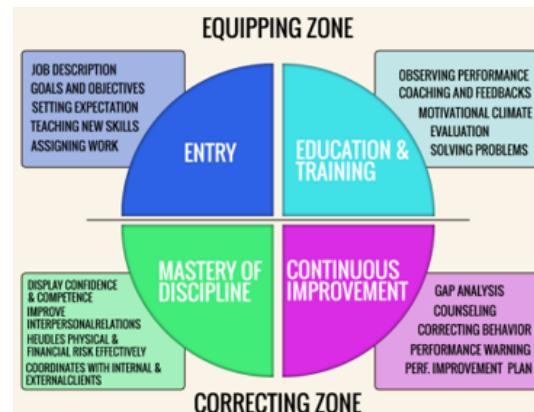 EQUIPPING ZONE
JOB DESCRIPTION
GOALS AND OBJECTIVES
SETTING EXPECTATION
TEACHING NEW SKILLS
ASSIGNING WORK
ENTRY
EDUCATION &
TRAINING
OBSERVING PERFORMANCE
COACHING AND FEEDBACKS
MOTIVATIONAL CLIMATE
EVALUATION
SOLVING PROBLEMS
DISPLAY CONFIDENCE
& COMPETENCE
IMPROVE
INTERPERSONALRELATIONS
HEUDLES PHYSICAL &
FINANCIAL RISK EFFECTIVELY
COORDINATES WITH INTERNAL &
EXTERNALCLIENTS
MASTERY OF
DISCIPLINE
CONTINUOUS
IMPROVEMENT
GAP ANALYSIS
COUNSELING
CORRECTING BEHAVIOR
PERFORMANCE WARNING
PERF. IMPROVEMENT PLAN
CORRECTING ZONE